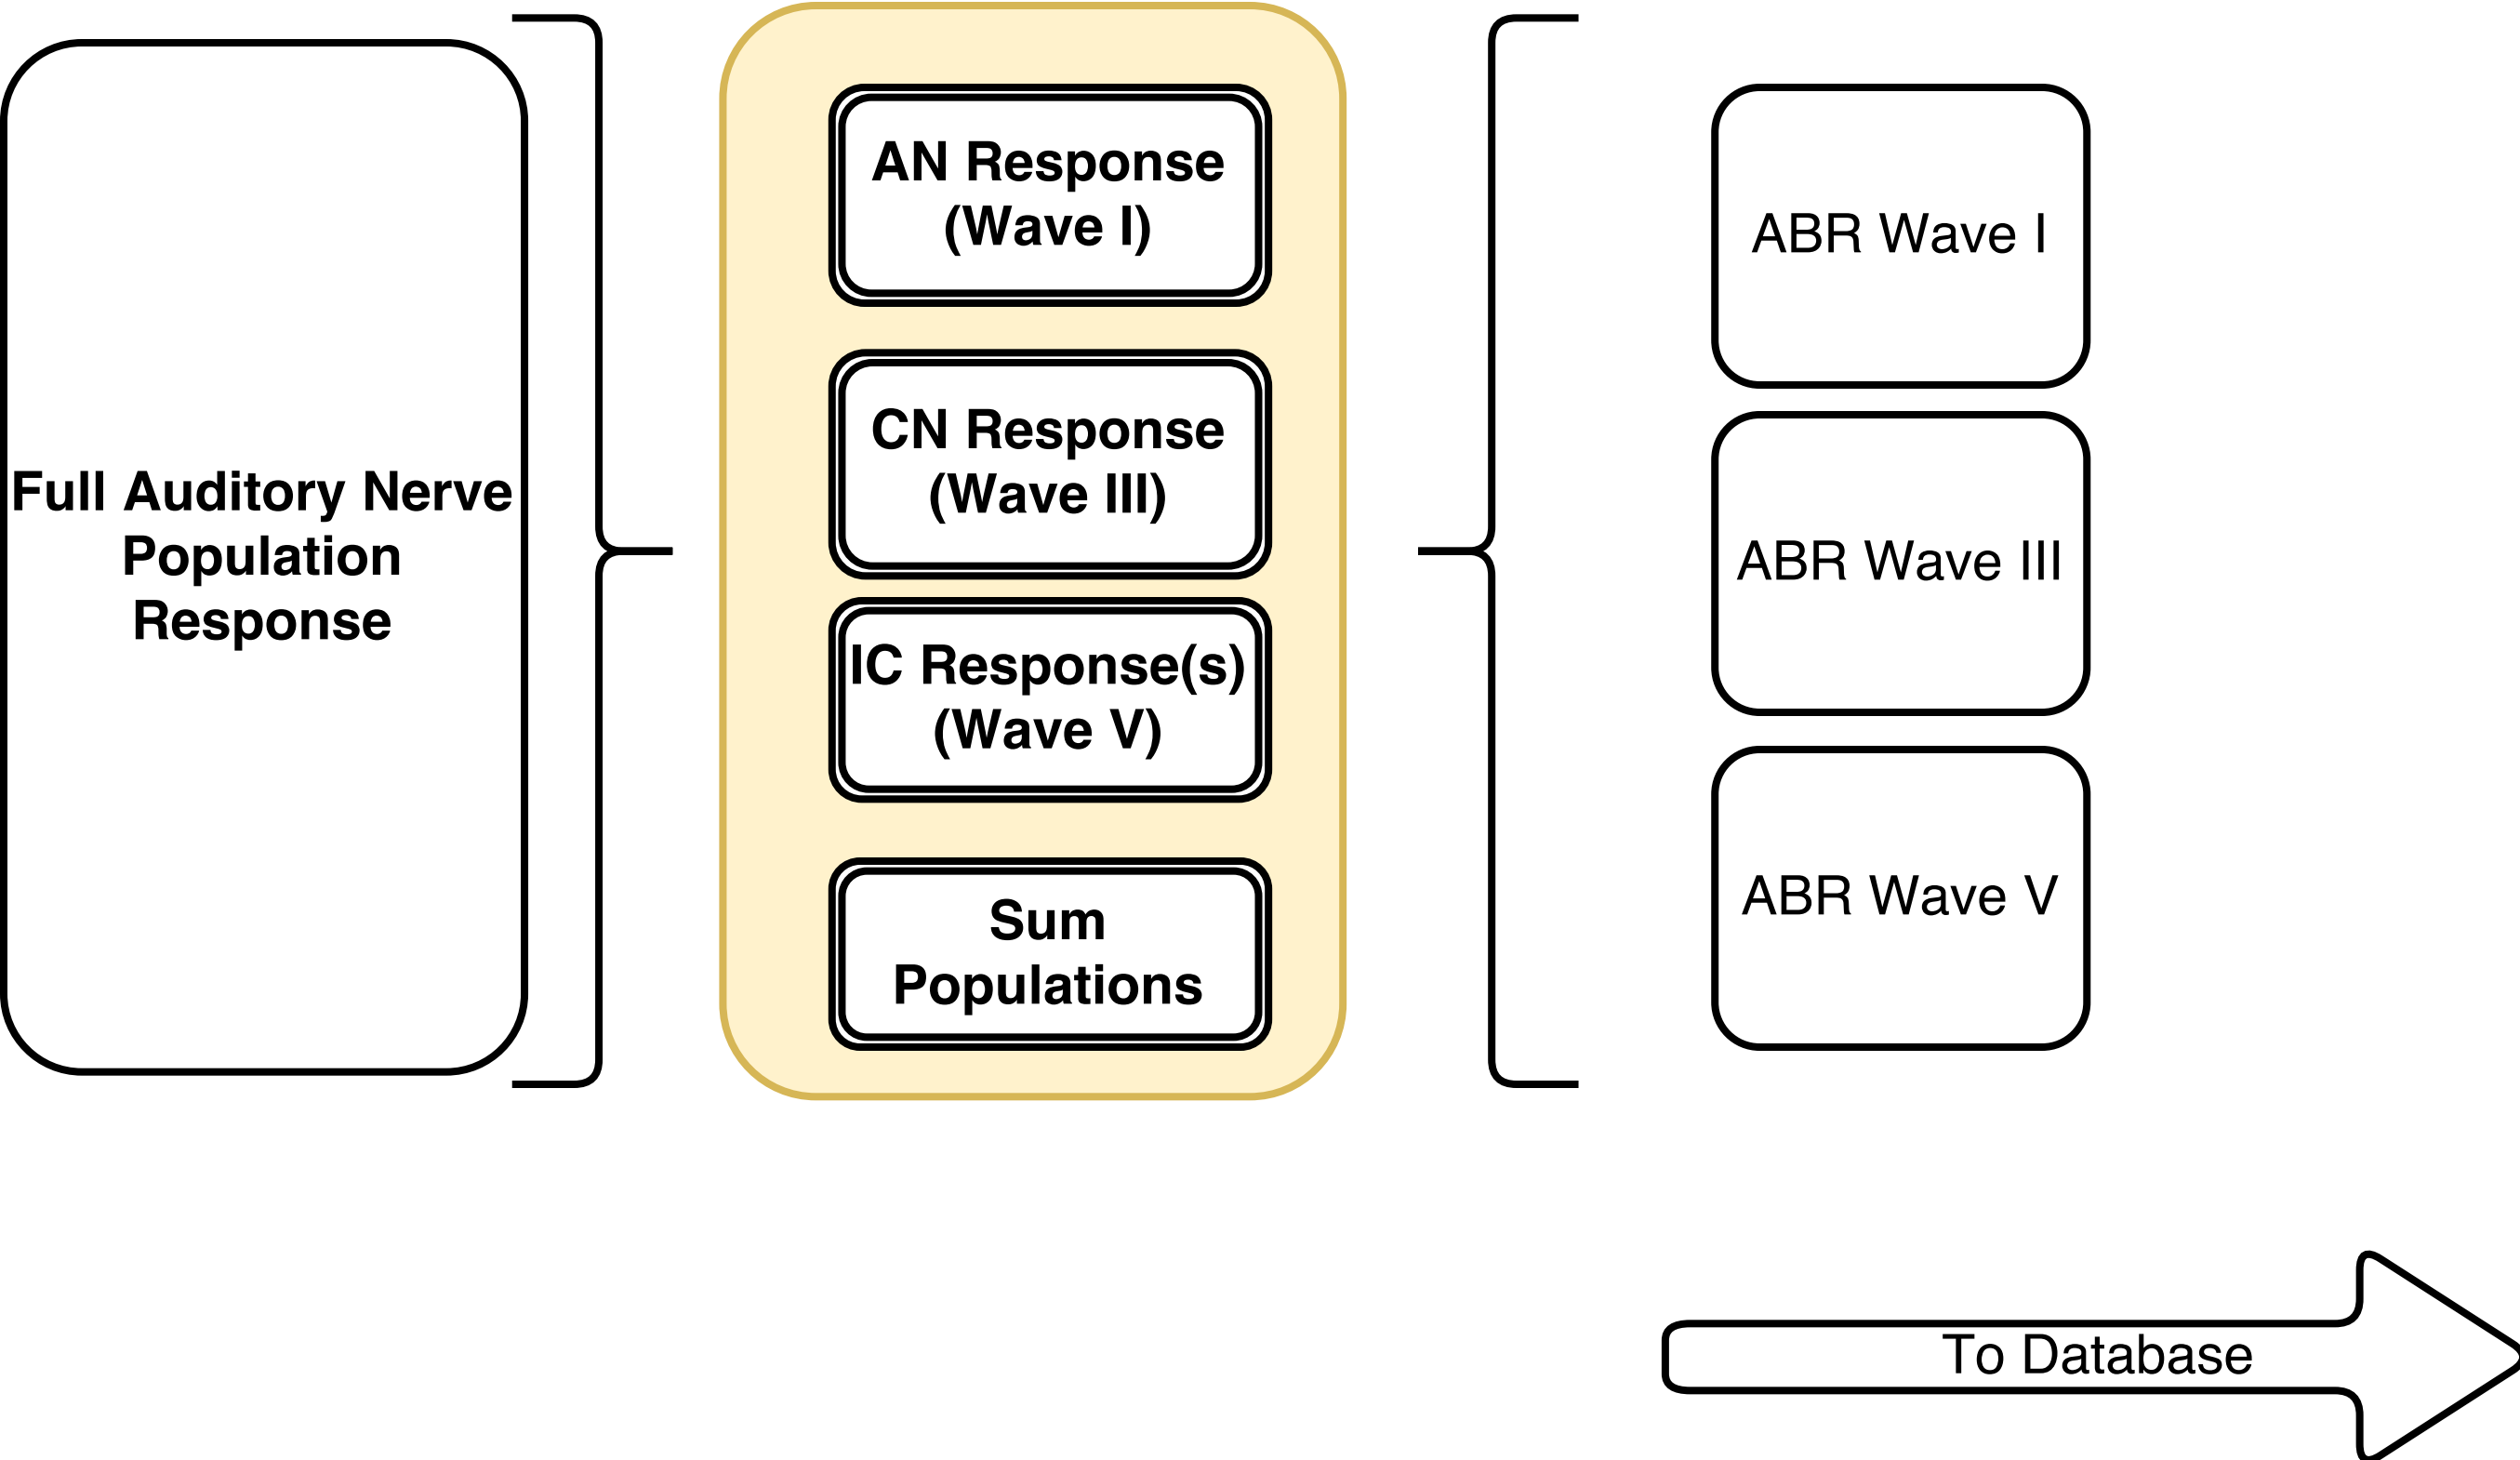 Full Auditory Nerve
Population
Response
AN Response
(Wave I)
CN Response
(Wave III)
IC Response(s)
(Wave V)
Sum
Populations
ABR Wave I
ABR Wave III
ABR Wave V
To Database